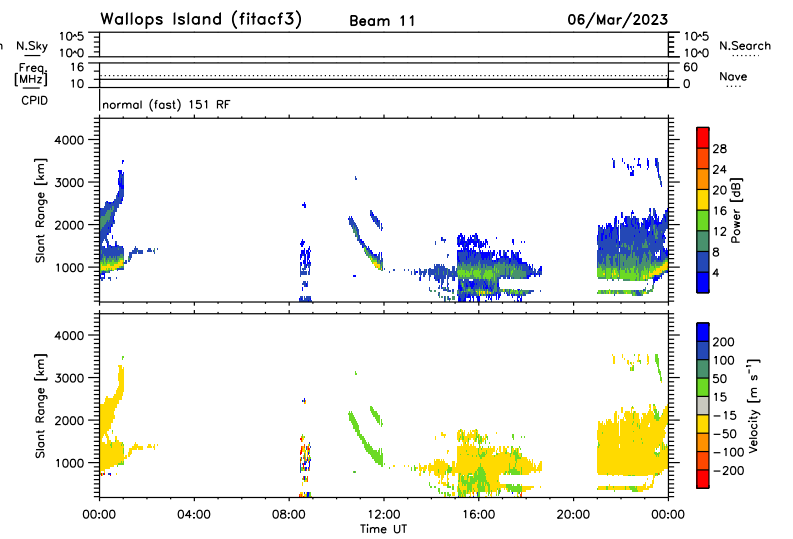 Wallops Island (fitacf3) Beam 11 06/Mar/2023
n N.Sky 10^5 10^5 N.Search
10^0 10^0
Freq. 16 60 Nave
[MHz] 10 0
CPID normal (fast) 151 RF
Slant Range [km]
4000
3000
2000
1000
28
24
20
16
12
8
4
Power [dB]
Slant Range [km]
4000
3000
2000
1000
200
100
50
15
-15
-50
-100
-200
Velocity [m s⁻¹]
00:00 04:00 08:00 12:00 16:00 20:00 00:00
Time UT